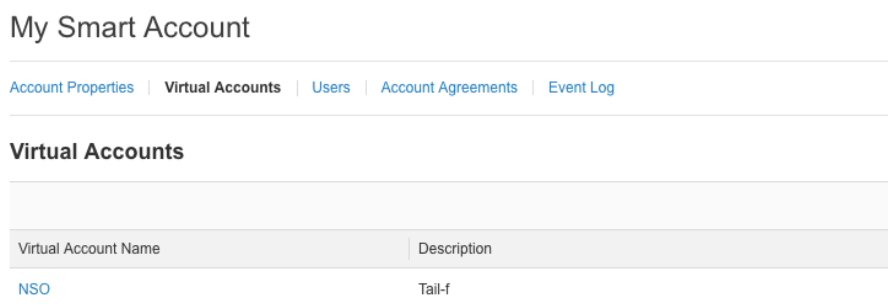 My Smart Account
Account Properties | Virtual Accounts | Users | Account Agreements | Event Log
Virtual Accounts
Virtual Account Name Description
NSO Tail-f